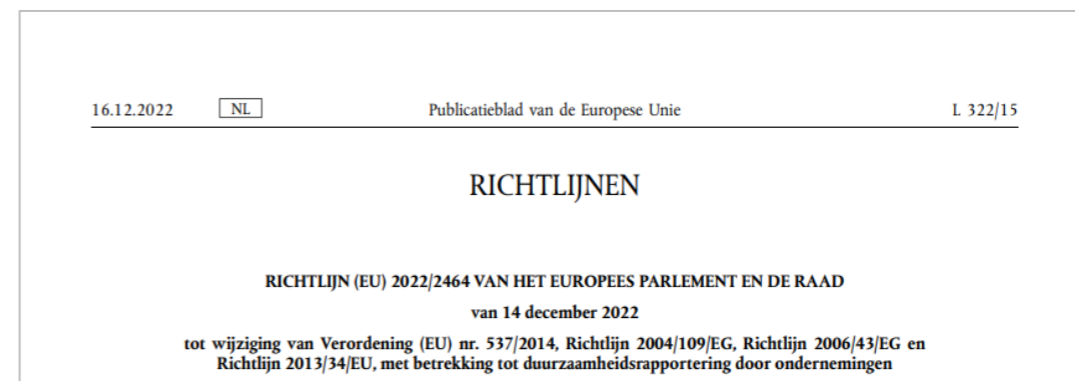 16.12.2022 NL Publicatieblad van de Europese Unie L 322/15
RICHTLIJNEN
RICHTLIJN (EU) 2022/2464 VAN HET EUROPEES PARLEMENT EN DE RAAD
van 14 december 2022
tot wijziging van Verordening (EU) nr. 537/2014, Richtlijn 2004/109/EG, Richtlijn 2006/43/EG en
Richtlijn 2013/34/EU, met betrekking tot duurzaamheidsrapportering door ondernemingen